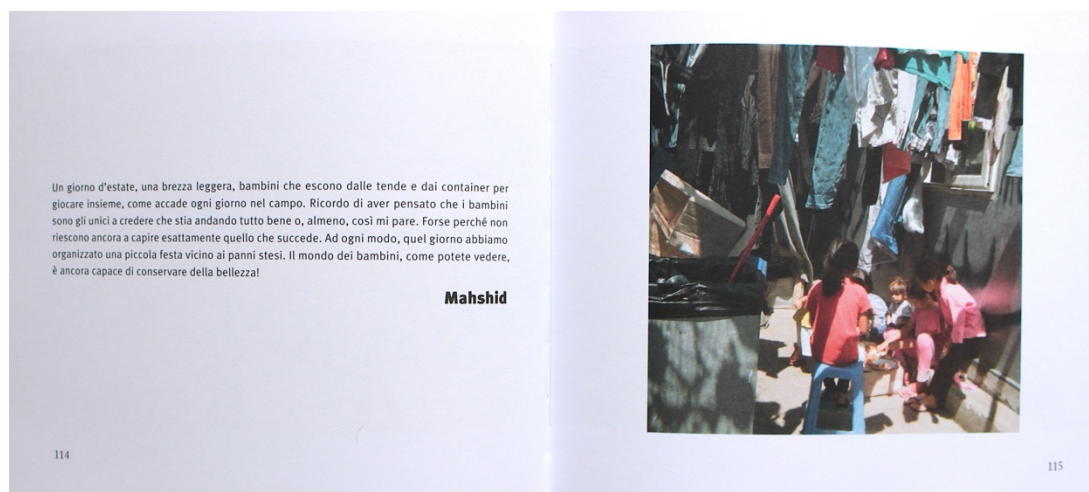 Un giorno d'estate, una brezza leggera, bambini che escono dalle tende e dai container per
giocare insieme, come accade ogni giorno nel campo. Ricordo di aver pensato che i bambini
sono gli unici a credere che stia andando tutto bene o, almeno, così mi pare. Forse perché non
riescono ancora a capire esattamente quello che succede. Ad ogni modo, quel giorno abbiamo
organizzato una piccola festa vicino ai panni stesi. Il mondo dei bambini, come potete vedere,
è ancora capace di conservare della bellezza!
Mahshid
114
115